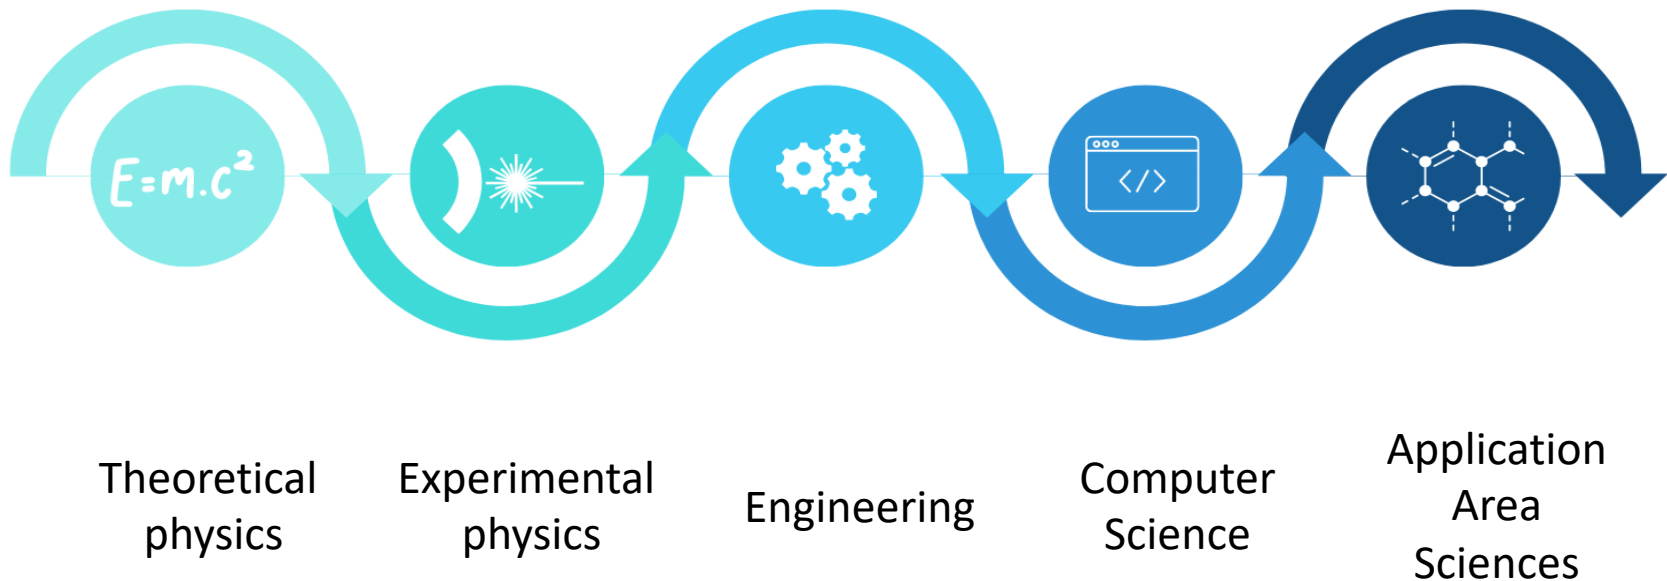 E=m.c²
</>
Theoretical
physics
Experimental
physics
Engineering
Computer
Science
Application
Area
Sciences